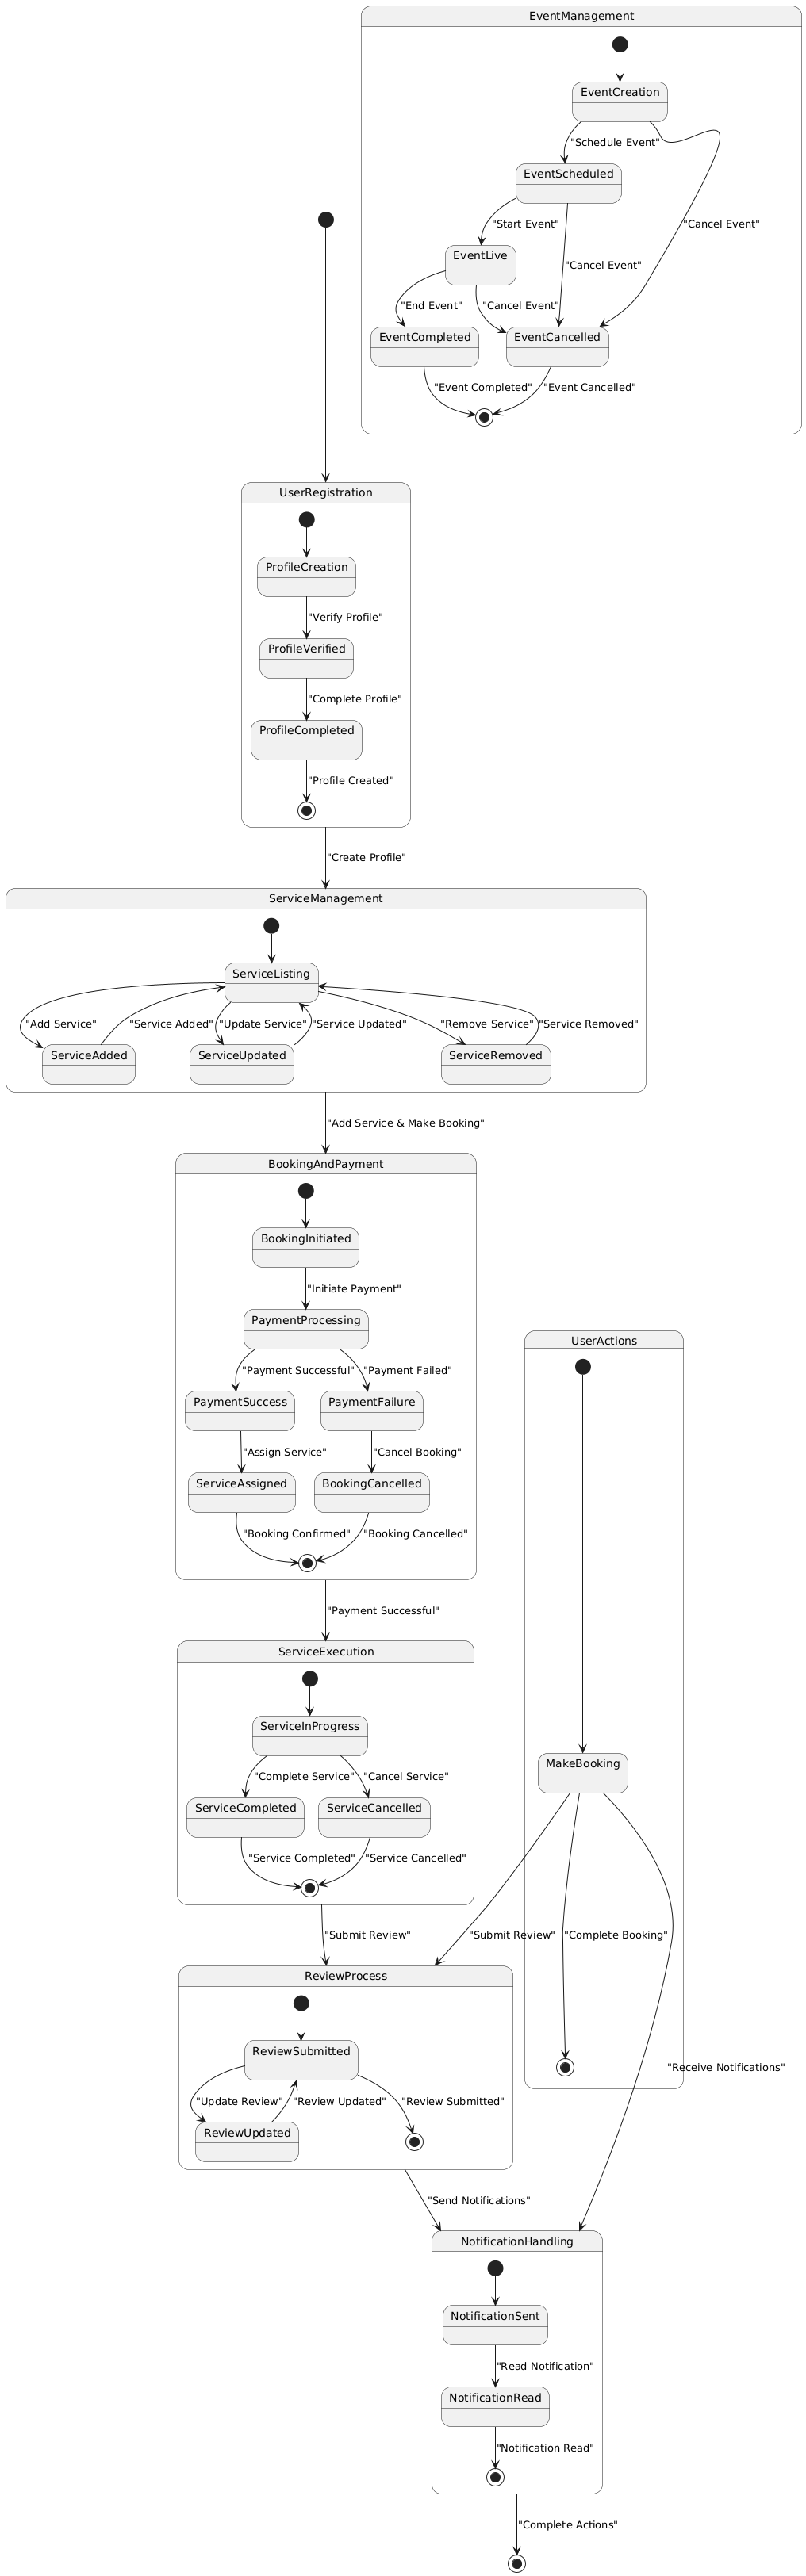 EventManagement
EventCreation
"Schedule Event"
EventScheduled
"Start Event"
"Cancel Event"
EventLive
"Cancel Event"
"End Event"
"Cancel Event"
EventCompleted
EventCancelled
"Event Completed"
"Event Cancelled"
UserRegistration
ProfileCreation
"Verify Profile"
ProfileVerified
"Complete Profile"
ProfileCompleted
"Profile Created"
"Create Profile"
ServiceManagement
ServiceListing
"Add Service"
"Service Added"
"Update Service"
"Service Updated"
"Remove Service"
"Service Removed"
ServiceAdded
ServiceUpdated
ServiceRemoved
"Add Service & Make Booking"
BookingAndPayment
BookingInitiated
"Initiate Payment"
PaymentProcessing
"Payment Successful"
"Payment Failed"
PaymentSuccess
PaymentFailure
"Assign Service"
"Cancel Booking"
ServiceAssigned
BookingCancelled
"Booking Confirmed"
"Booking Cancelled"
"Payment Successful"
UserActions
MakeBooking
ServiceExecution
ServiceInProgress
"Complete Service"
"Cancel Service"
ServiceCompleted
ServiceCancelled
"Service Completed"
"Service Cancelled"
"Submit Review"
"Submit Review"
"Complete Booking"
"Receive Notifications"
ReviewProcess
ReviewSubmitted
"Update Review"
"Review Updated"
"Review Submitted"
ReviewUpdated
"Send Notifications"
NotificationHandling
NotificationSent
"Read Notification"
NotificationRead
"Notification Read"
"Complete Actions"